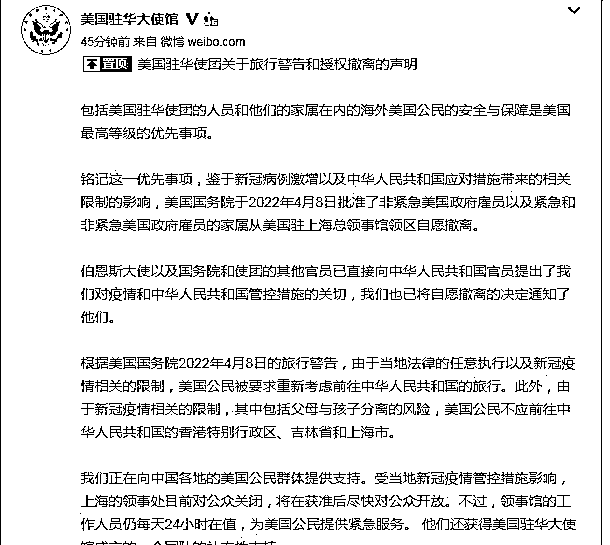 美国驻华大使馆
45分钟前 来自 微博 weibo.com
置顶 美国驻华使团关于旅行警告和授权撤离的声明
包括美国驻华使团的人员和他们的家属在内的海外美国公民的安全与保障是美国
最高等级的优先事项。
铭记这一优先事项，鉴于新冠病例激增以及中华人民共和国应对措施带来的相关
限制的影响，美国国务院于2022年4月8日批准了非紧急美国政府雇员以及紧急和
非紧急美国政府雇员的家属从美国驻上海总领事馆领区自愿撤离。
伯恩斯大使以及国务院和使团的其他官员已直接向中华人民共和国官员提出了我
们对疫情和中华人民共和国管控措施的关切，我们也已将自愿撤离的决定通知了
他们。
根据美国国务院2022年4月8日的旅行警告，由于当地法律的任意执行以及新冠疫
情相关的限制，美国公民被要求重新考虑前往中华人民共和国的旅行。此外，由
于新冠疫情相关的限制，其中包括父母与孩子分离的风险，美国公民不应前往中
华人民共和国的香港特别行政区、吉林省和上海市。
我们正在向中国各地的美国公民群体提供支持。受当地新冠疫情管控措施影响，
上海的领事处目前对公众关闭，将在获准后尽快对公众开放。不过，领事馆的工
作人员仍每天24小时在值，为美国公民提供紧急服务。 他们还获得美国驻华大使